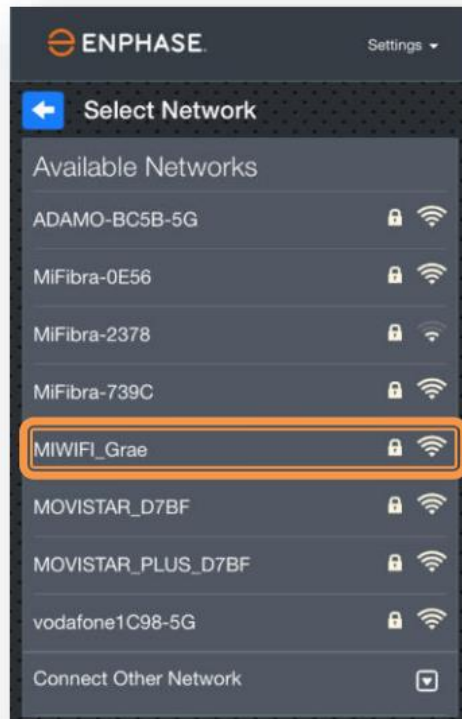 ENPHASE
Settings
Select Network
Available Networks
ADAMO-BC5B-5G
MiFibra-0E56
MiFibra-2378
MiFibra-739C
MIWIFI_Grae
MOVISTAR_D7BF
MOVISTAR_PLUS_D7BF
vodafone1C98-5G
Connect Other Network